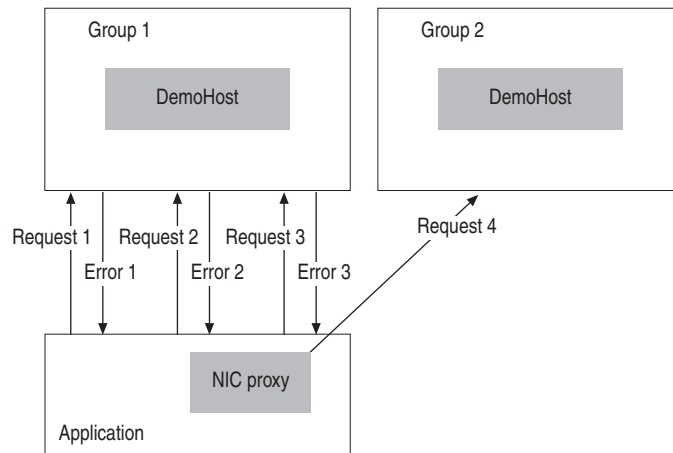 Group 1
Group 2
DemoHost
DemoHost
Request 1
Request 2
Request 3
Request 4
Error 1
Error 2
Error 3
NIC proxy
Application